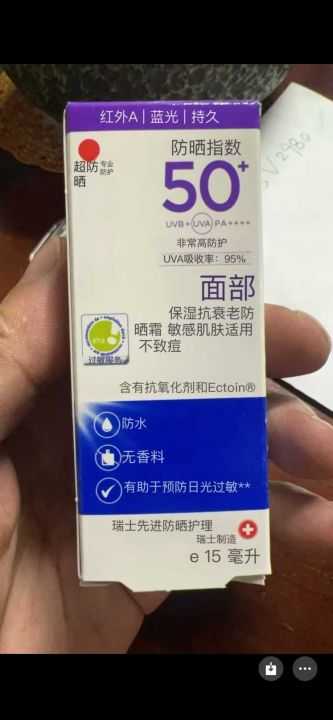 红外A | 蓝光 | 持久
超防晒
专业防护
防晒指数
50+
UVB + UVA PA++++
非常高防护
UVA吸收率：95%
面部
保湿抗衰老防
晒霜 敏感肌肤适用
不致痘
aha!
过敏服务
含有抗氧化剂和Ectoin®
防水
无香料
有助于预防日光过敏**
瑞士先进防晒护理
瑞士制造
e 15 毫升